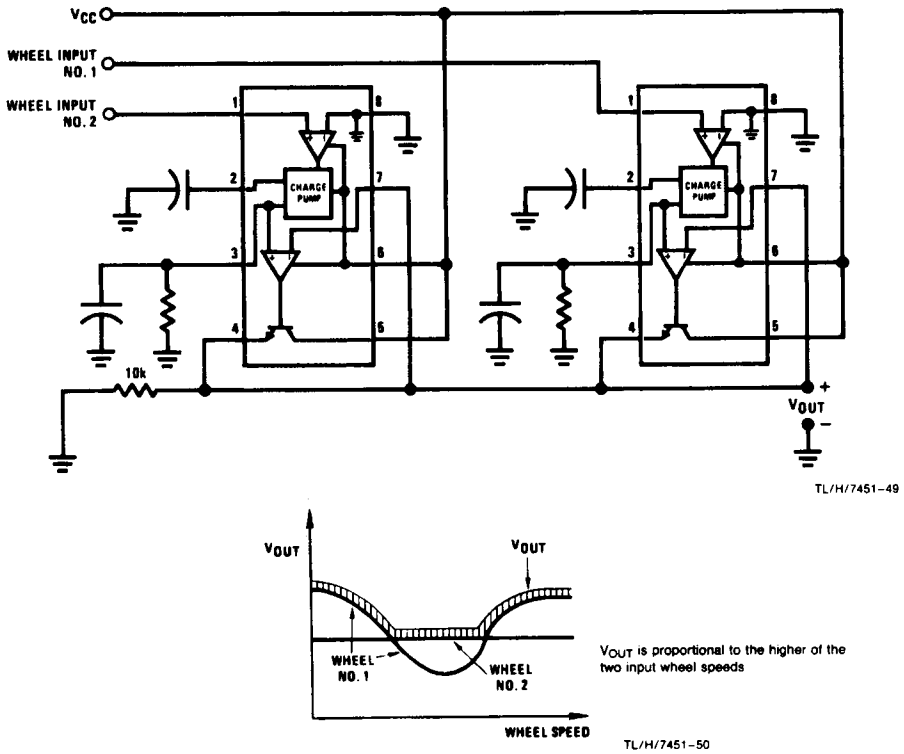 VCC
WHEEL INPUT
NO. 1
WHEEL INPUT
NO. 2
1
8
+
−
2
CHARGE
PUMP
7
3
+
−
6
4
5
1
8
+
−
2
CHARGE
PUMP
7
3
+
−
6
4
5
10k
+
VOUT
−
TL/H/7451–49
VOUT
VOUT
WHEEL
NO. 1
WHEEL
NO. 2
VOUT is proportional to the higher of the
two input wheel speeds
WHEEL SPEED
TL/H/7451–50